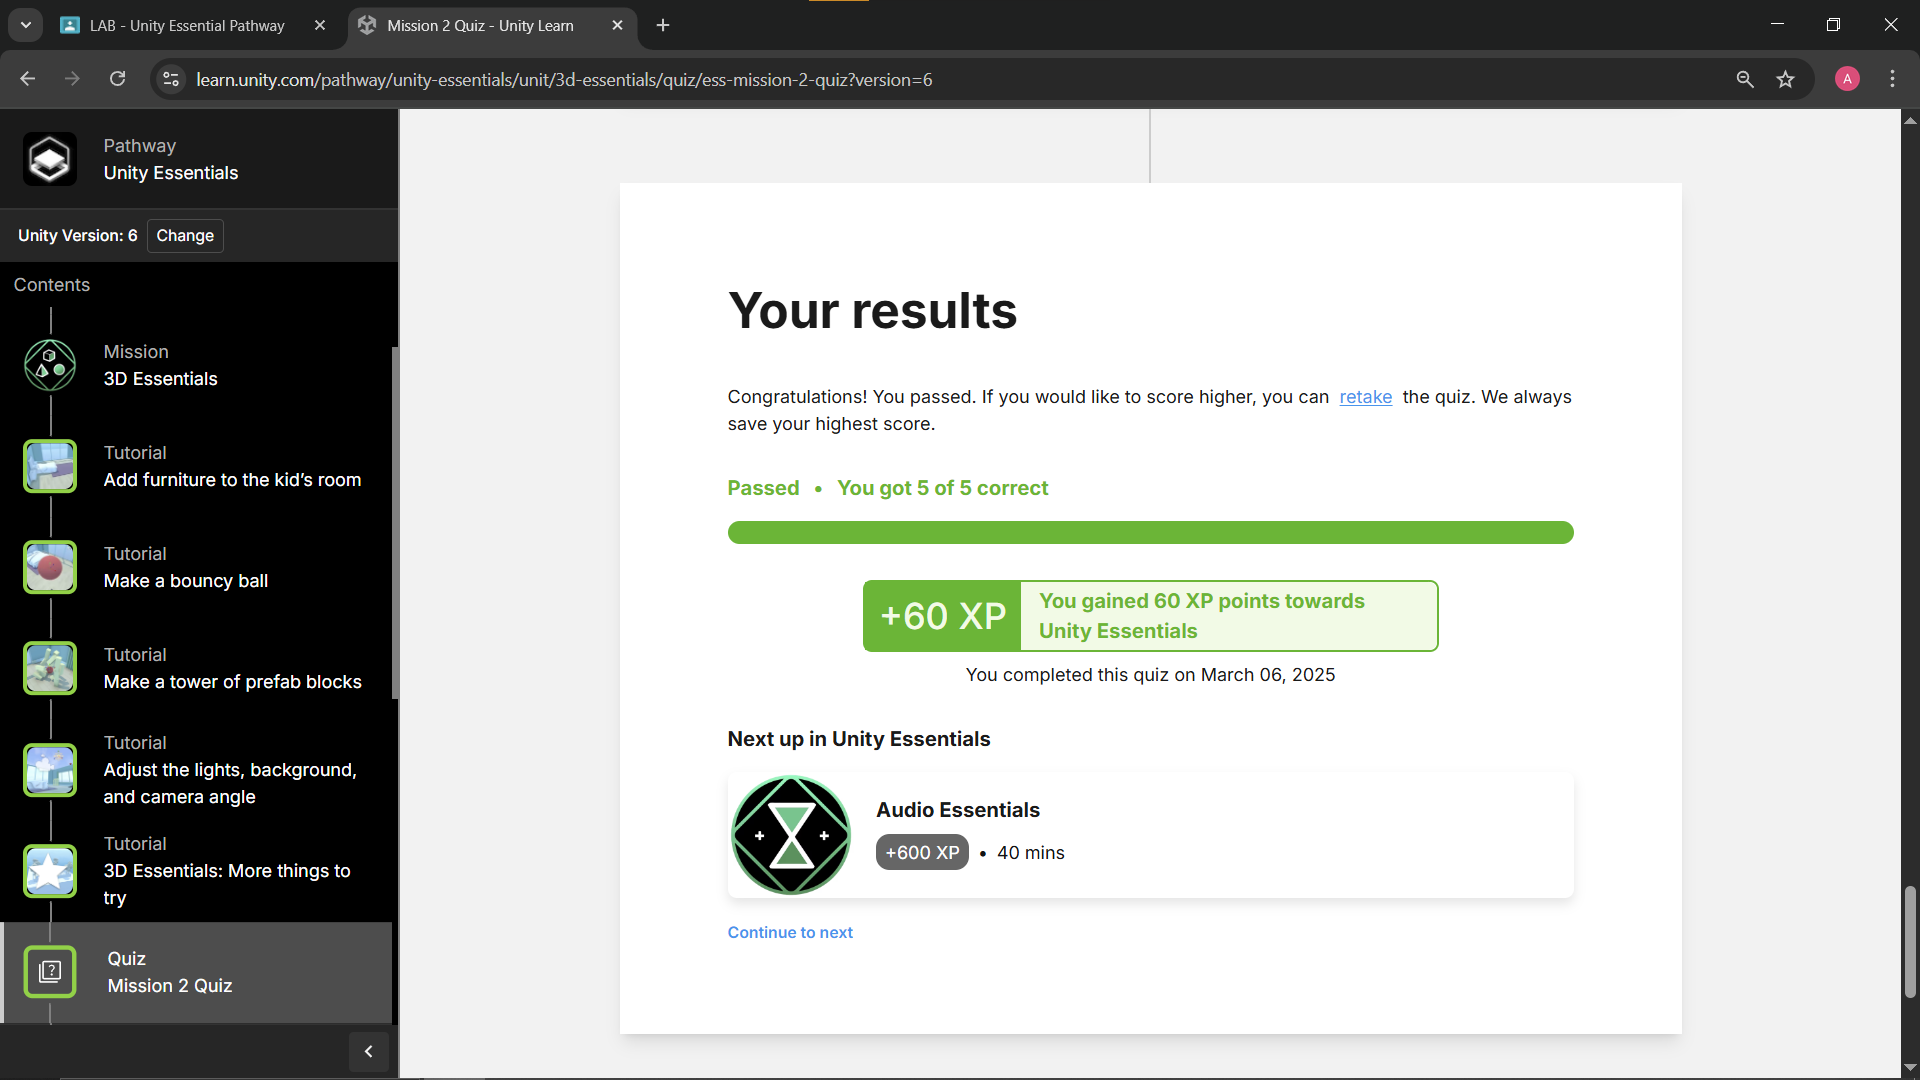 LAB - Unity Essential Pathway
Mission 2 Quiz - Unity Learn
learn.unity.com/pathway/unity-essentials/unit/3d-essentials/quiz/ess-mission-2-quiz?version=6
A
Pathway
Unity Essentials
Unity Version: 6 Change
Contents
Mission
3D Essentials
Tutorial
Add furniture to the kid’s room
Tutorial
Make a bouncy ball
Tutorial
Make a tower of prefab blocks
Tutorial
Adjust the lights, background,
and camera angle
Tutorial
3D Essentials: More things to
try
Quiz
Mission 2 Quiz
Your results
Congratulations! You passed. If you would like to score higher, you can retake the quiz. We always
save your highest score.
Passed • You got 5 of 5 correct
+60 XP
You gained 60 XP points towards
Unity Essentials
You completed this quiz on March 06, 2025
Next up in Unity Essentials
Audio Essentials
+600 XP • 40 mins
Continue to next